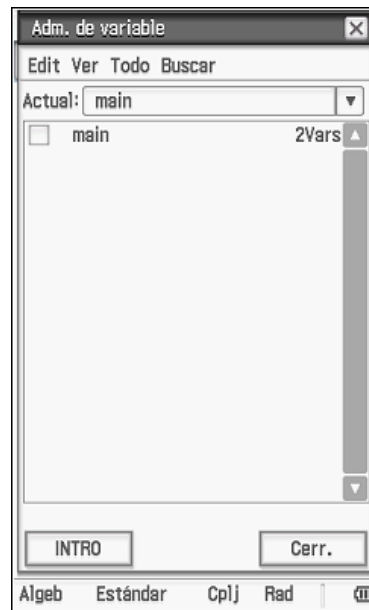 Adm. de variable
Edit Ver Todo Buscar
Actual: main
main 2Vars
INTRO Cerr.
Algeb Estándar Cplj Rad